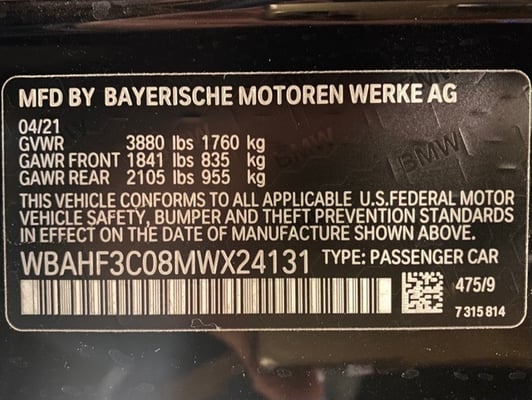 MFD BY BAYERISCHE MOTOREN WERKE AG
04/21
GVWR 3880 lbs 1760 kg
GAWR FRONT 1841 lbs 835 kg
GAWR REAR 2105 lbs 955 kg
THIS VEHICLE CONFORMS TO ALL APPLICABLE U.S.FEDERAL MOTOR
VEHICLE SAFETY, BUMPER AND THEFT PREVENTION STANDARDS
IN EFFECT ON THE DATE OF MANUFACTURE SHOWN ABOVE.
WBAHF3C08MWX24131 TYPE: PASSENGER CAR
475/9
7 315 814
BMW